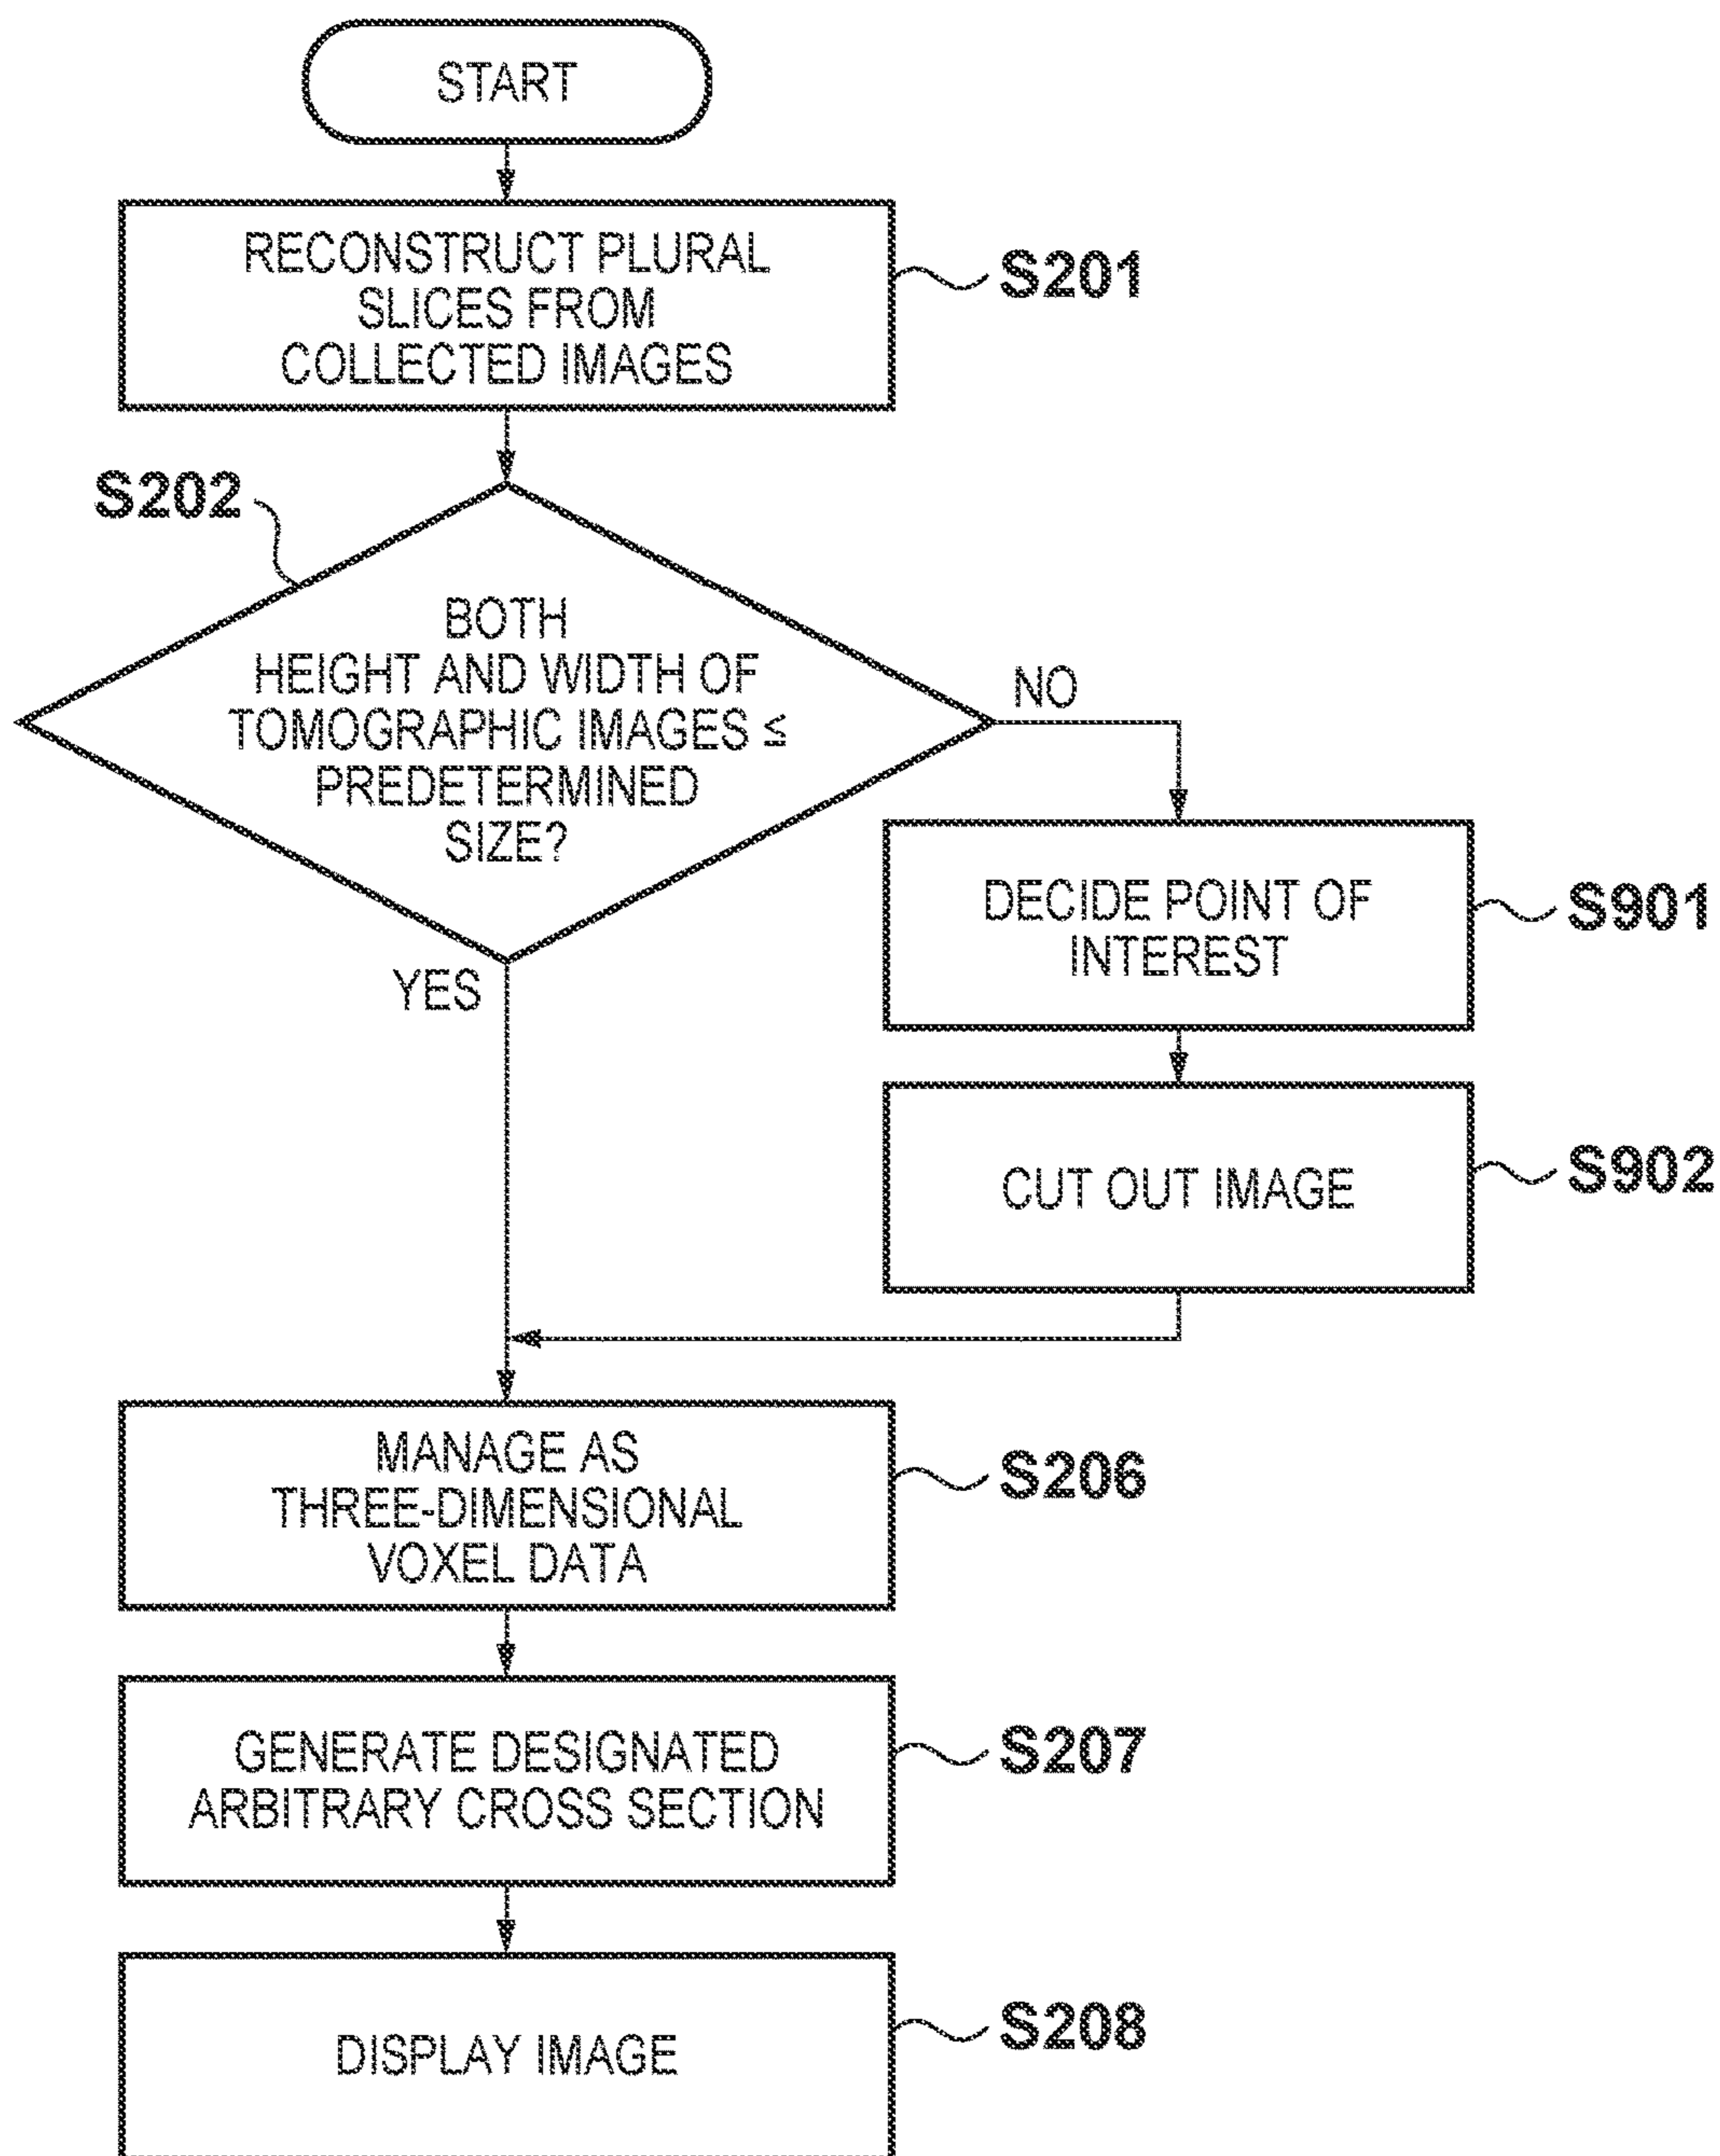 START
RECONSTRUCT PLURAL
SLICES FROM
COLLECTED IMAGES
S201
S202
BOTH
HEIGHT AND WIDTH OF
TOMOGRAPHIC IMAGES ≤
PREDETERMINED
SIZE?
NO
YES
DECIDE POINT OF
INTEREST
S901
CUT OUT IMAGE
S902
MANAGE AS
THREE-DIMENSIONAL
VOXEL DATA
S206
GENERATE DESIGNATED
ARBITRARY CROSS SECTION
S207
DISPLAY IMAGE
S208